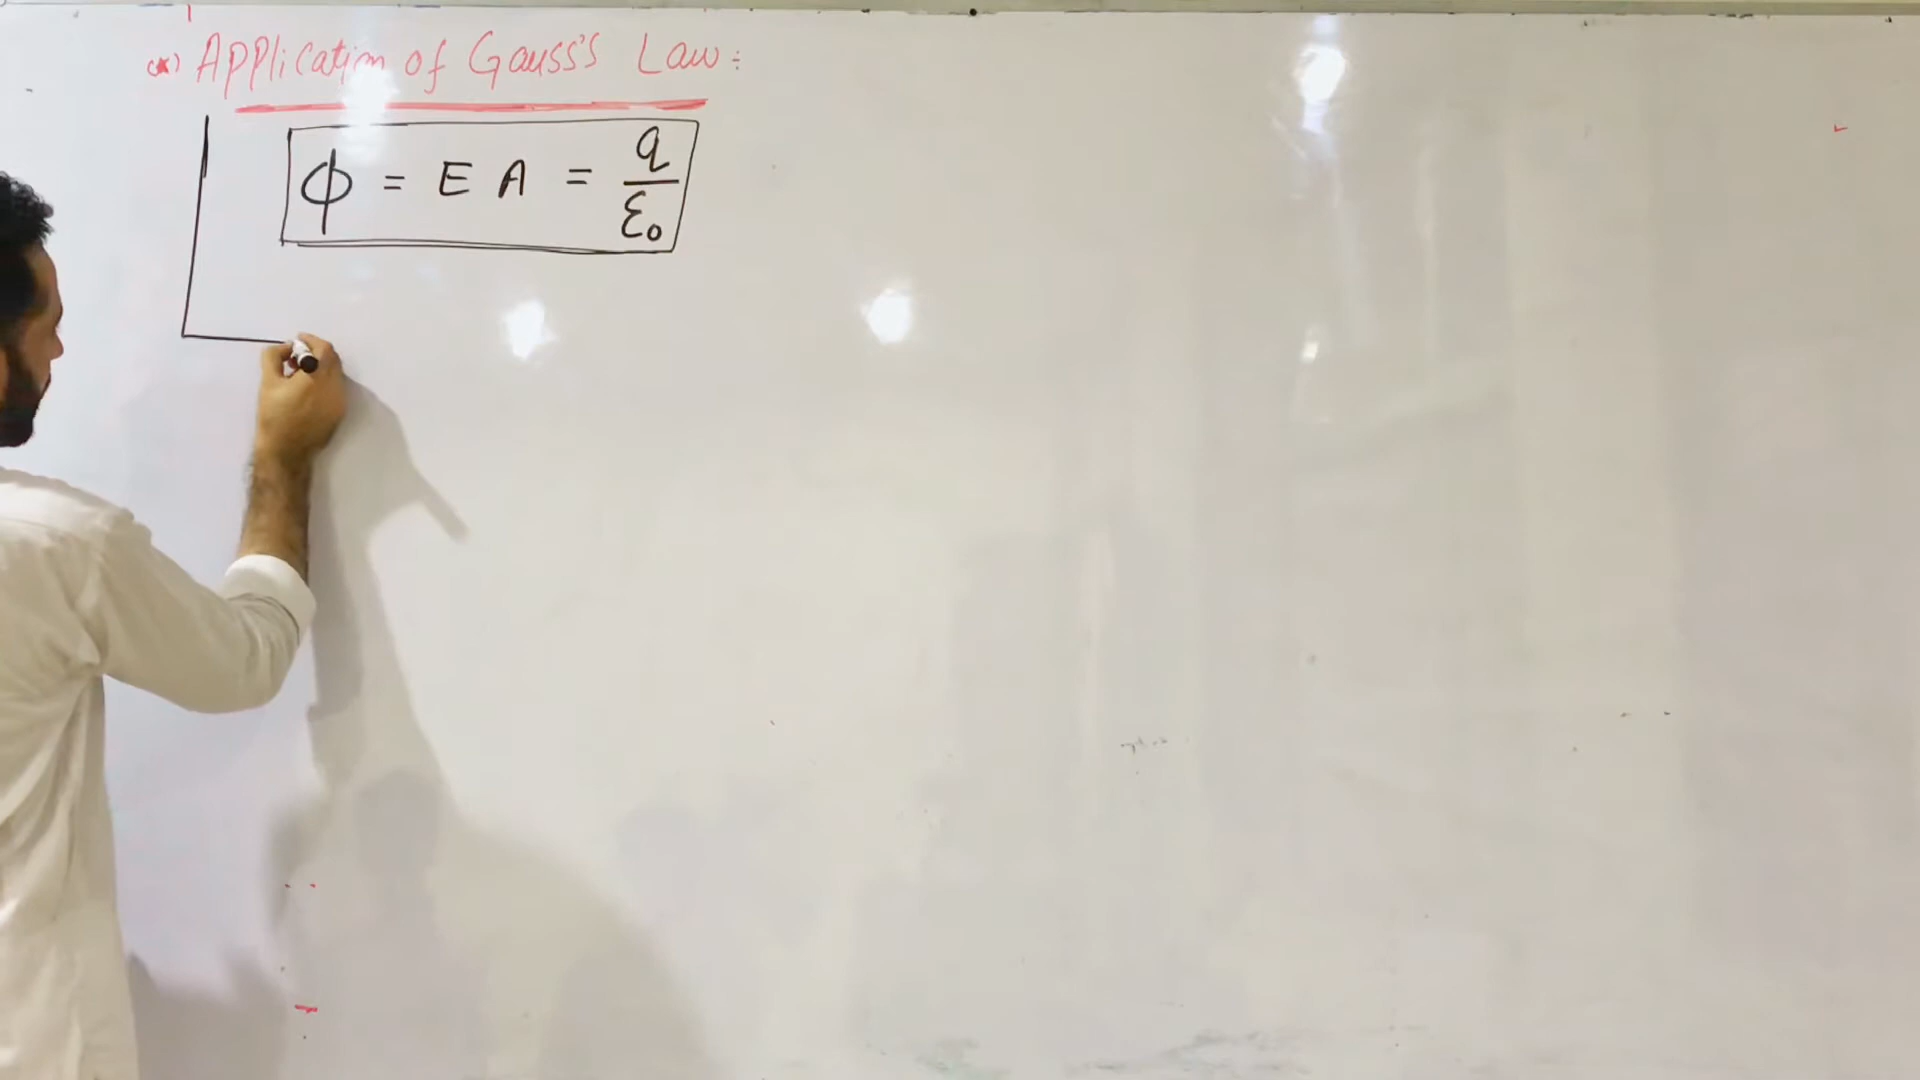 (*) Application of Gauss's Law :
ϕ = E A = q/ε₀